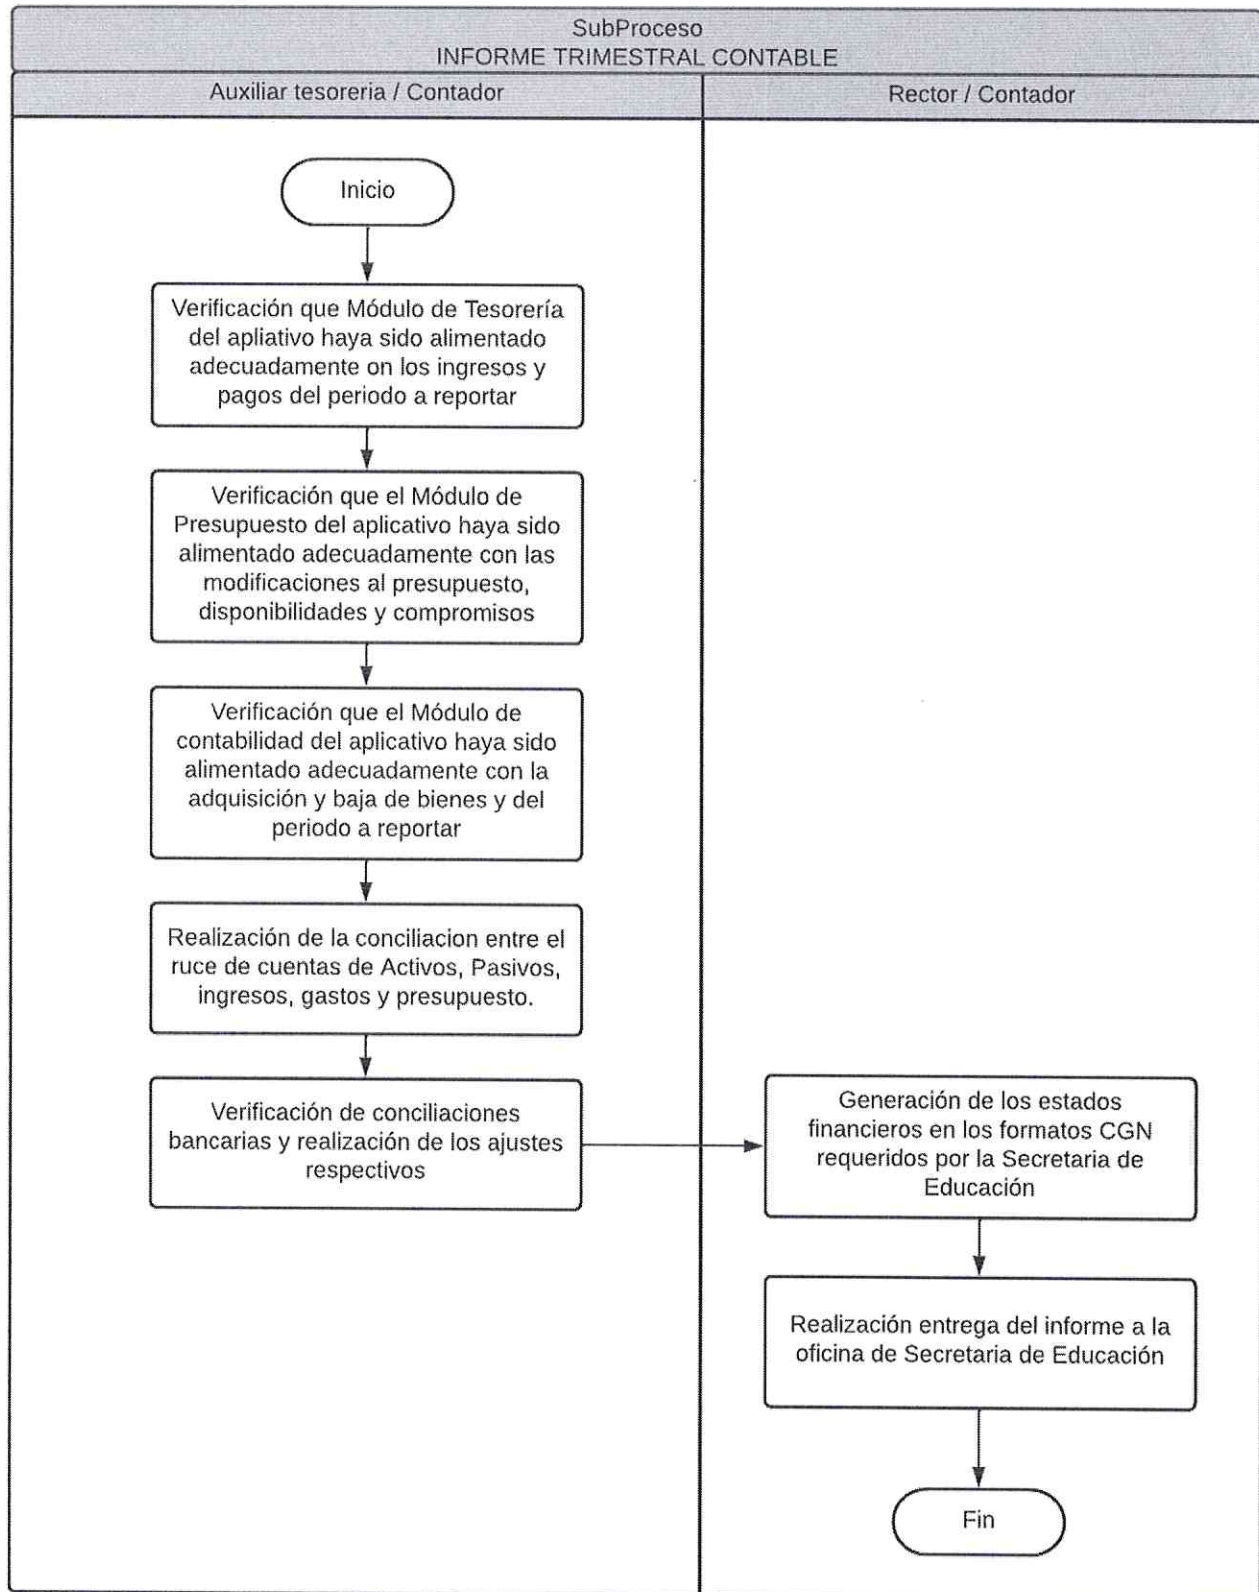 SubProceso
INFORME TRIMESTRAL CONTABLE
Auxiliar tesoreria / Contador
Rector / Contador
Inicio
Verificación que Módulo de Tesorería
del apliativo haya sido alimentado
adecuadamente on los ingresos y
pagos del periodo a reportar
Verificación que el Módulo de
Presupuesto del aplicativo haya sido
alimentado adecuadamente con las
modificaciones al presupuesto,
disponibilidades y compromisos
Verificación que el Módulo de
contabilidad del aplicativo haya sido
alimentado adecuadamente con la
adquisición y baja de bienes y del
periodo a reportar
Realización de la conciliacion entre el
ruce de cuentas de Activos, Pasivos,
ingresos, gastos y presupuesto.
Verificación de conciliaciones
bancarias y realización de los ajustes
respectivos
Generación de los estados
financieros en los formatos CGN
requeridos por la Secretaria de
Educación
Realización entrega del informe a la
oficina de Secretaria de Educación
Fin